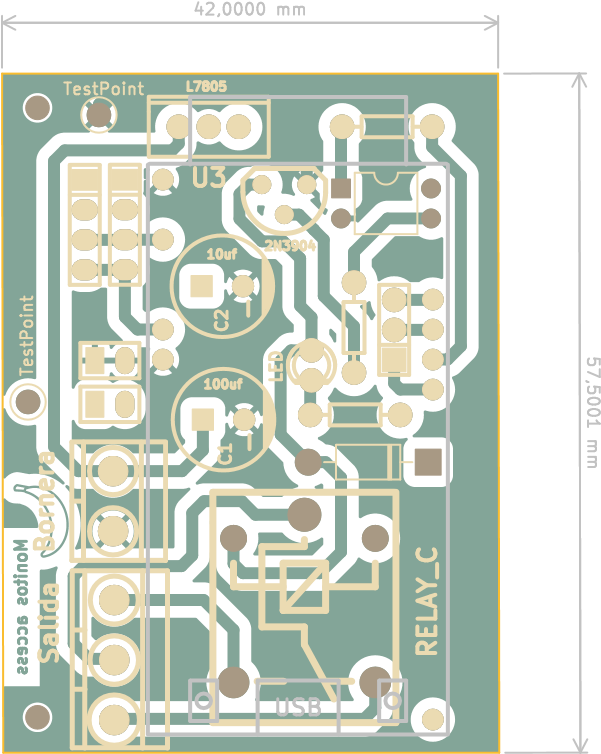 42,0000 mm
TestPoint
L7805
U3
2N3904
10uf
C2
TestPoint
LED
57,5001 mm
100uf
C1
Bornera
Monitos access
Salida
RELAY_C
USB